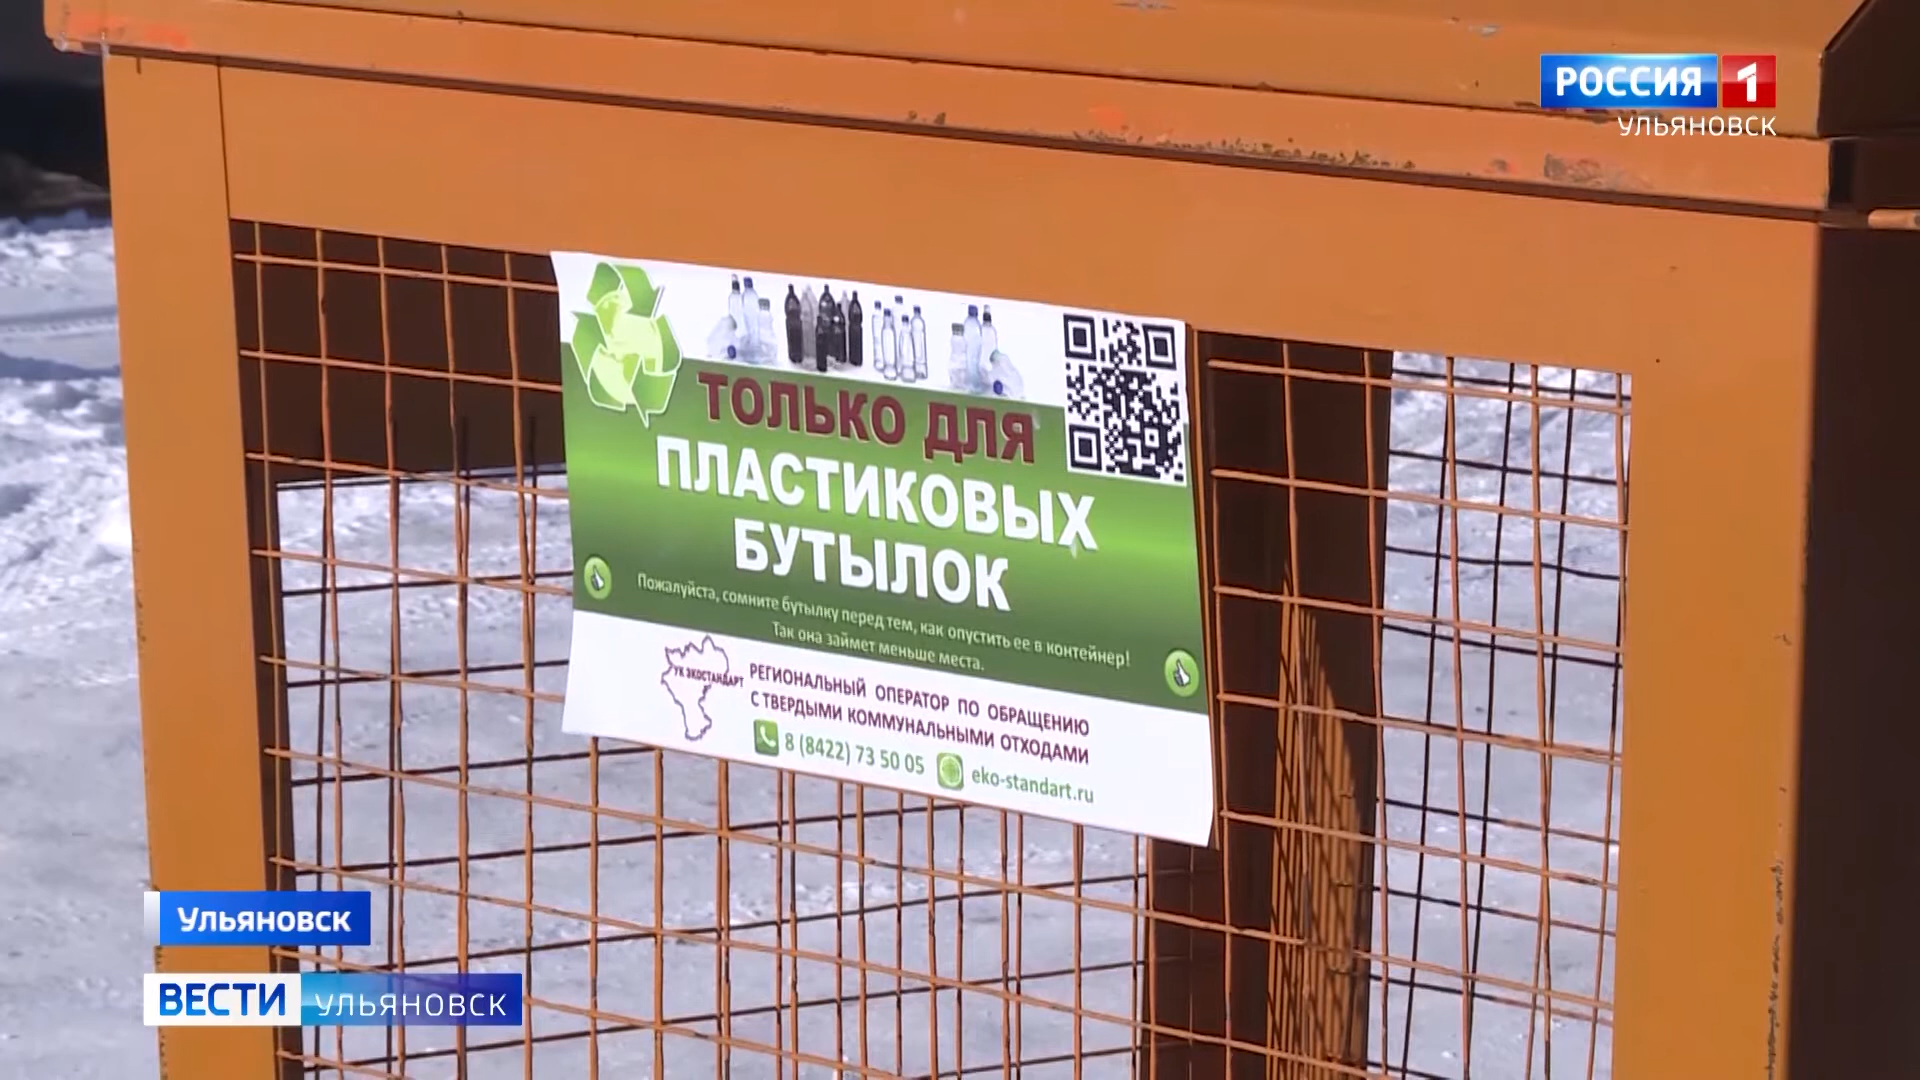 РОССИЯ 1
УЛЬЯНОВСК
ТОЛЬКО ДЛЯ
ПЛАСТИКОВЫХ
БУТЫЛОК
Пожалуйста, сомните бутылку перед тем, как опустить ее в контейнер!
Так она займет меньше места.
УК ЭКОСТАНДАРТ
РЕГИОНАЛЬНЫЙ ОПЕРАТОР ПО ОБРАЩЕНИЮ
С ТВЕРДЫМИ КОММУНАЛЬНЫМИ ОТХОДАМИ
8 (8422) 73 50 05 eko-standart.ru
Ульяновск
ВЕСТИ УЛЬЯНОВСК